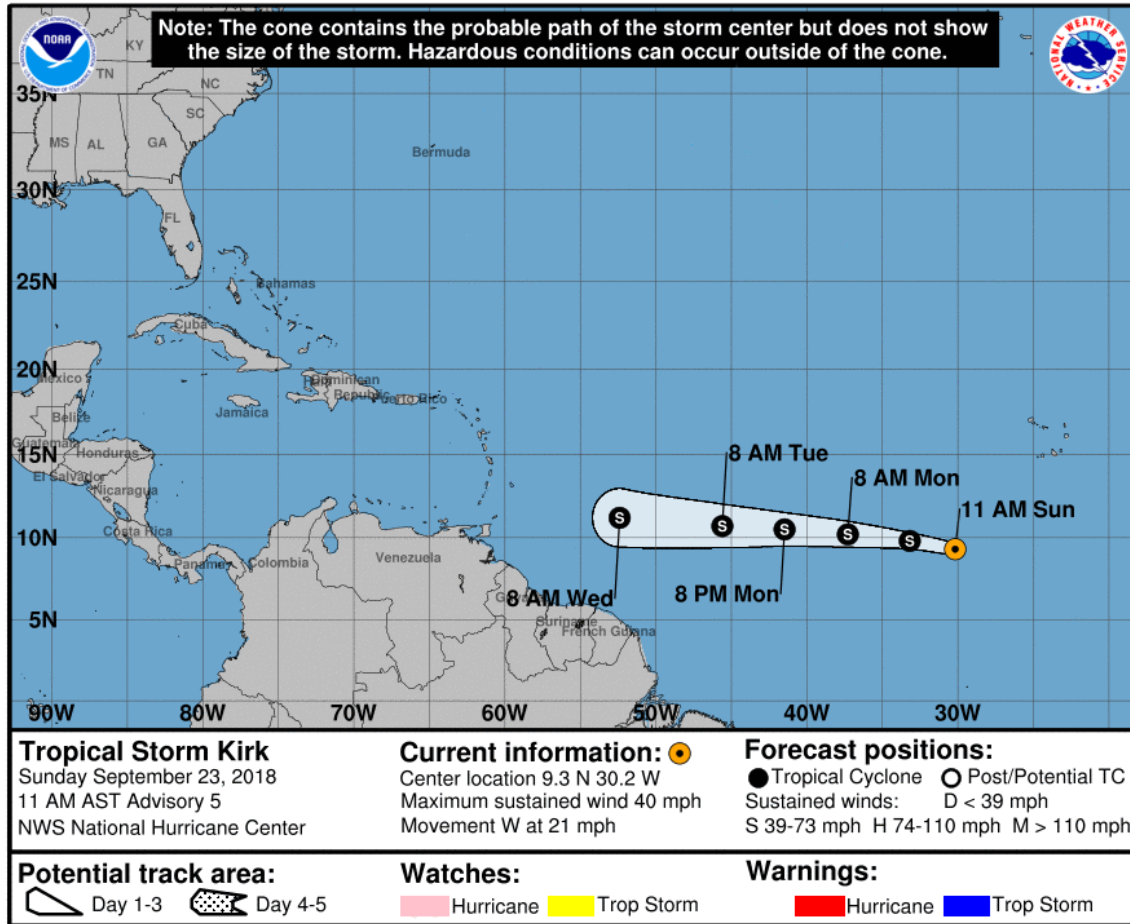 Note: The cone contains the probable path of the storm center but does not show
the size of the storm. Hazardous conditions can occur outside of the cone.
NOAA
NATIONAL WEATHER SERVICE
KY
TN
NC
35N
SC
MS
AL
GA
Bermuda
30N
FL
25N
Bahamas
Cuba
20N
Mexico
Dominican
Republic
Puerto Rico
Jamaica
Belize
15N
Guatemala
Honduras
El Salvador
Nicaragua
8 AM Tue
8 AM Mon
11 AM Sun
S
S
S
S
S
10N
Costa Rica
Panama
Colombia
Venezuela
8 AM Wed
8 PM Mon
5N
Suriname
French Guiana
90W
80W
70W
60W
50W
40W
30W
Tropical Storm Kirk
Sunday September 23, 2018
11 AM AST Advisory 5
NWS National Hurricane Center
Current information:
Center location 9.3 N 30.2 W
Maximum sustained wind 40 mph
Movement W at 21 mph
Forecast positions:
Tropical Cyclone Post/Potential TC
Sustained winds: D < 39 mph
S 39-73 mph H 74-110 mph M > 110 mph
Potential track area:
Day 1-3 Day 4-5
Watches:
Hurricane Trop Storm
Warnings:
Hurricane Trop Storm